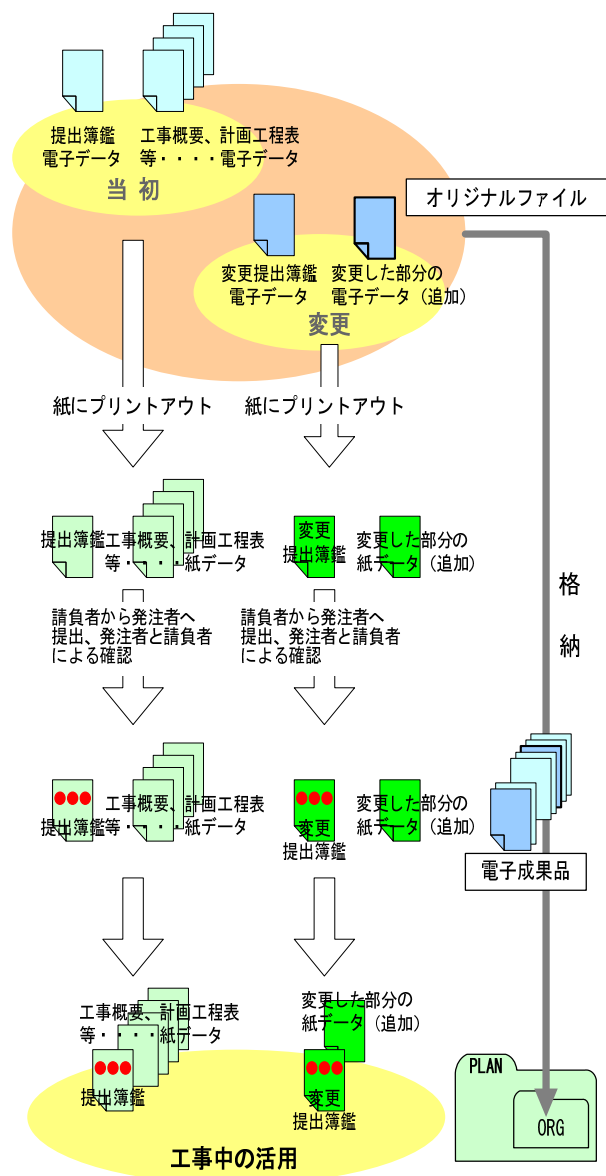 提出簿鑑
電子データ
工事概要、計画工程表
等・・・・電子データ
当 初
オリジナルファイル
変更提出簿鑑
電子データ
変更した部分の
電子データ（追加）
変更
紙にプリントアウト
紙にプリントアウト
提出簿鑑
工事概要、計画工程表
等・・・・紙データ
変更
提出簿鑑
変更した部分の
紙データ（追加）
格
納
請負者から発注者へ
提出、発注者と請負者
による確認
請負者から発注者へ
提出、発注者と請負者
による確認
提出簿鑑
工事概要、計画工程表
等・・・・紙データ
変更
提出簿鑑
変更した部分の
紙データ（追加）
電子成果品
工事概要、計画工程表
等・・・・紙データ
提出簿鑑
変更した部分の
紙データ（追加）
変更
提出簿鑑
工事中の活用
PLAN
ORG